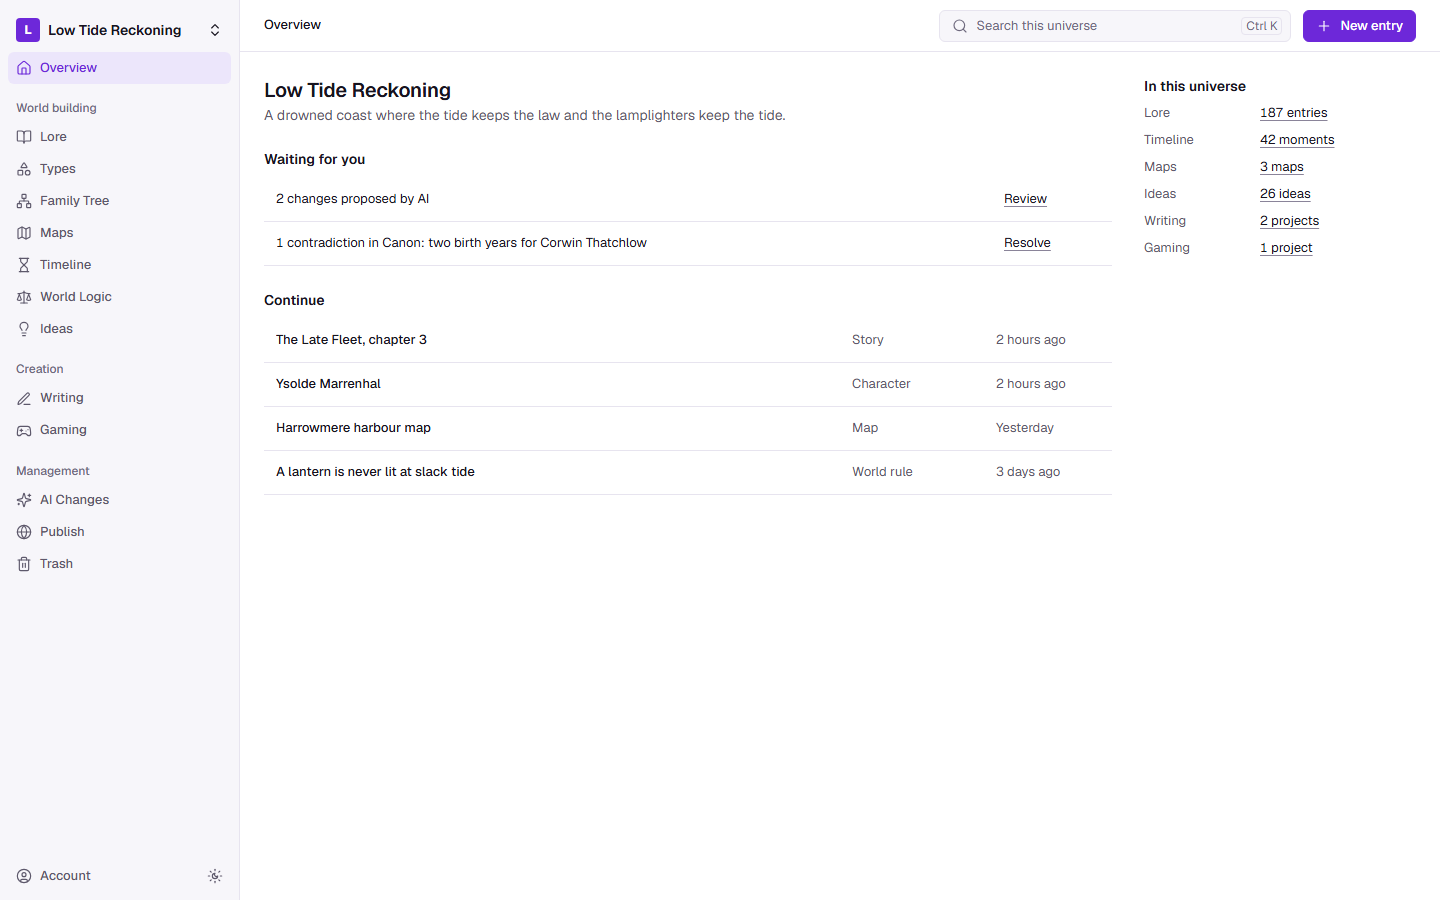 L Low Tide Reckoning
Overview
World building
Lore
Types
Family Tree
Maps
Timeline
World Logic
Ideas
Creation
Writing
Gaming
Management
AI Changes
Publish
Trash
Account
Overview
Search this universe Ctrl K
New entry
Low Tide Reckoning
A drowned coast where the tide keeps the law and the lamplighters keep the tide.
Waiting for you
2 changes proposed by AI Review
1 contradiction in Canon: two birth years for Corwin Thatchlow Resolve
Continue
The Late Fleet, chapter 3 Story 2 hours ago
Ysolde Marrenhal Character 2 hours ago
Harrowmere harbour map Map Yesterday
A lantern is never lit at slack tide World rule 3 days ago
In this universe
Lore 187 entries
Timeline 42 moments
Maps 3 maps
Ideas 26 ideas
Writing 2 projects
Gaming 1 project